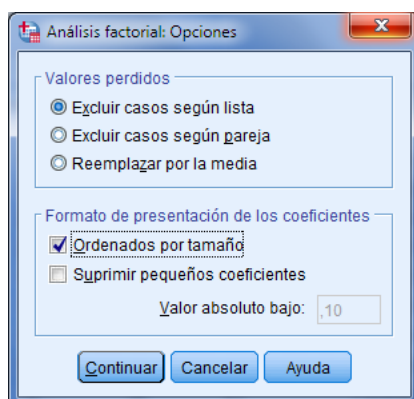 Análisis factorial: Opciones
Valores perdidos
Excluir casos según lista
Excluir casos según pareja
Reemplazar por la media
Formato de presentación de los coeficientes
Ordenados por tamaño
Suprimir pequeños coeficientes
Valor absoluto bajo: ,10
Continuar Cancelar Ayuda